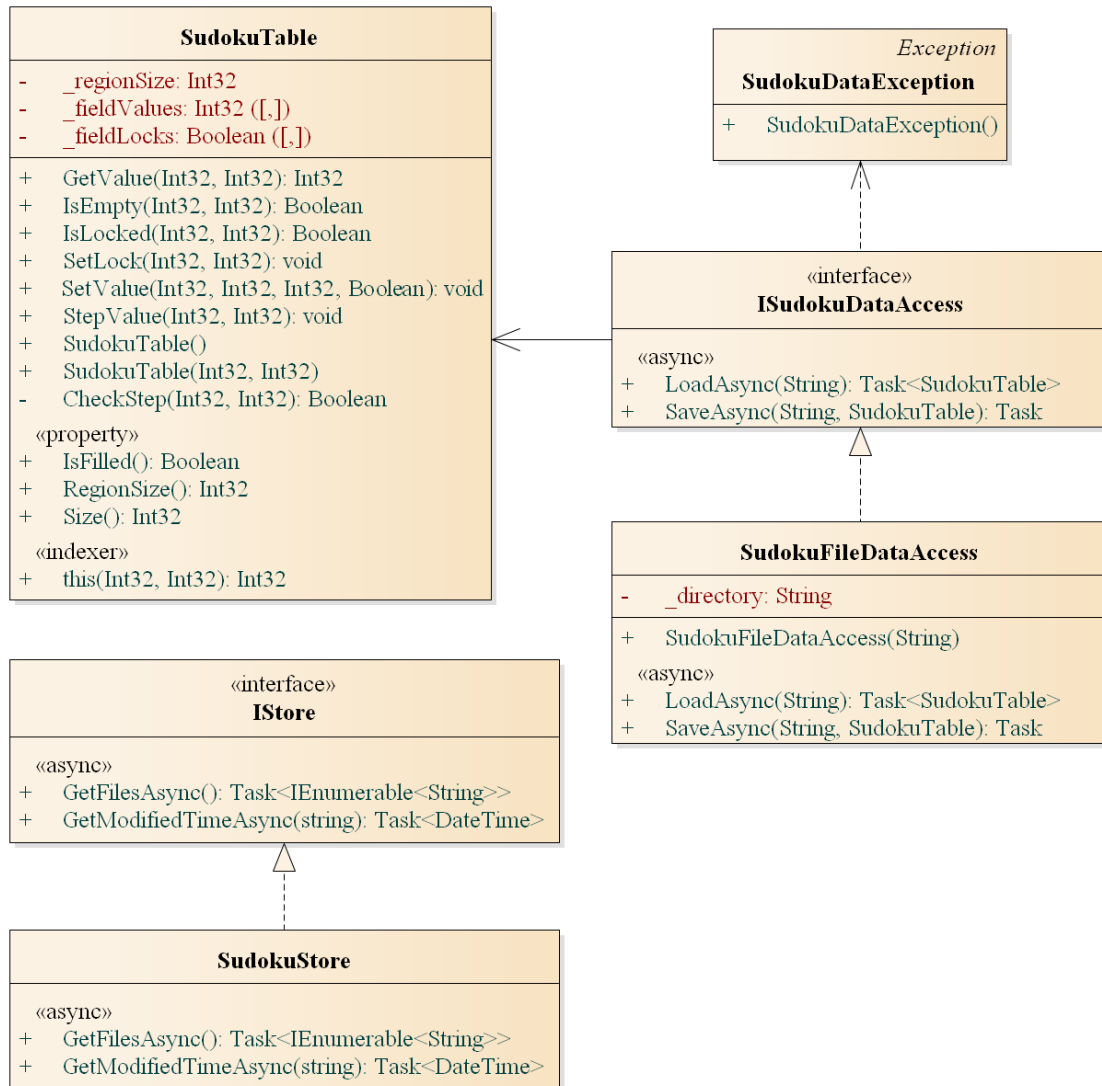 SudokuTable
- _regionSize: Int32
- _fieldValues: Int32 ([,])
- _fieldLocks: Boolean ([,])
+ GetValue(Int32, Int32): Int32
+ IsEmpty(Int32, Int32): Boolean
+ IsLocked(Int32, Int32): Boolean
+ SetLock(Int32, Int32): void
+ SetValue(Int32, Int32, Int32, Boolean): void
+ StepValue(Int32, Int32): void
+ SudokuTable()
+ SudokuTable(Int32, Int32)
- CheckStep(Int32, Int32): Boolean
«property»
+ IsFilled(): Boolean
+ RegionSize(): Int32
+ Size(): Int32
«indexer»
+ this(Int32, Int32): Int32
Exception
SudokuDataException
+ SudokuDataException()
«interface»
ISudokuDataAccess
«async»
+ LoadAsync(String): Task<SudokuTable>
+ SaveAsync(String, SudokuTable): Task
SudokuFileDataAccess
- _directory: String
+ SudokuFileDataAccess(String)
«async»
+ LoadAsync(String): Task<SudokuTable>
+ SaveAsync(String, SudokuTable): Task
«interface»
IStore
«async»
+ GetFilesAsync(): Task<IEnumerable<String>>
+ GetModifiedTimeAsync(string): Task<DateTime>
SudokuStore
«async»
+ GetFilesAsync(): Task<IEnumerable<String>>
+ GetModifiedTimeAsync(string): Task<DateTime>